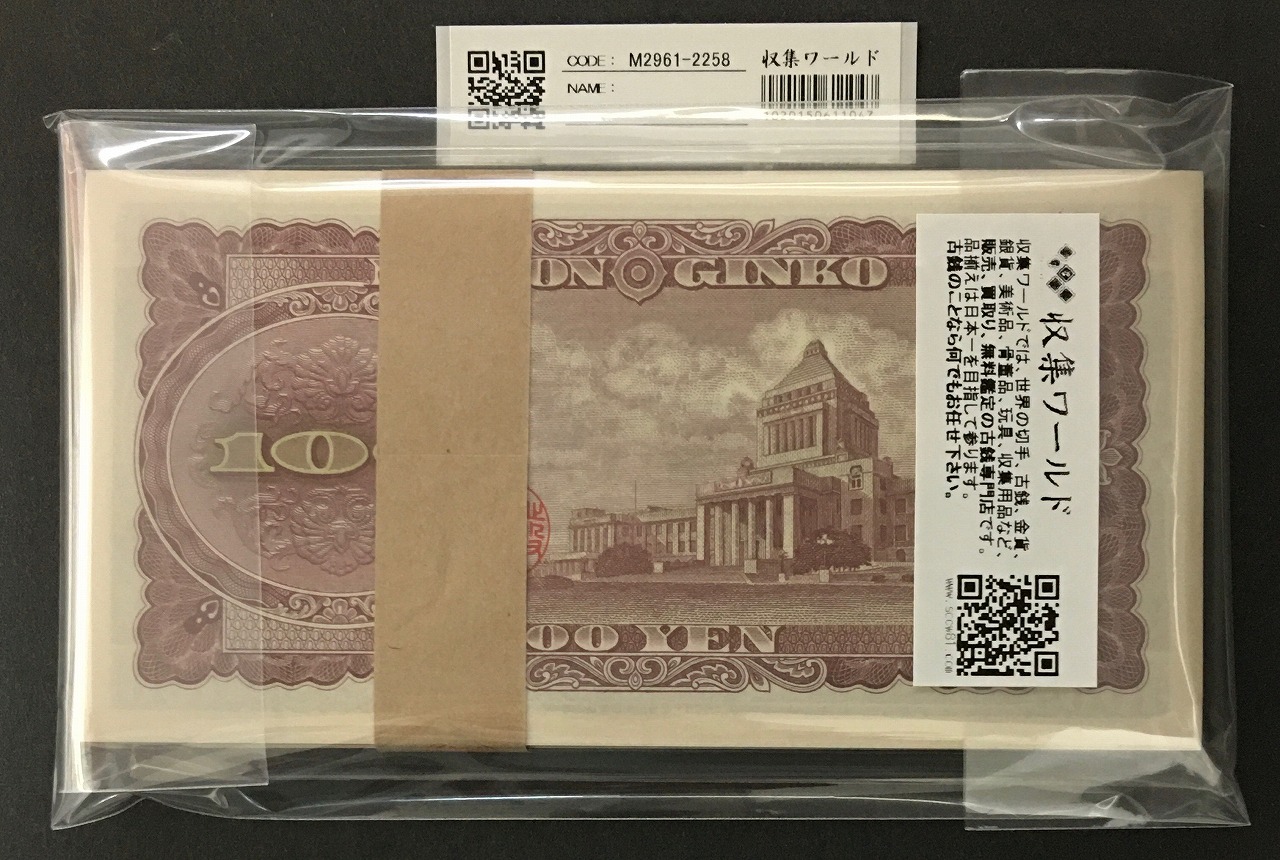 CODE: M2961-2258
NAME:
収集ワールド
ON GINKO
10
00 YEN
収集ワールド
収集ワールドでは、世界の切手、古銭、金貨、
銀貨、美術品、骨董品、玩具、収集用品など、
販売、買取り、無料鑑定の古銭専門店です。
品揃えは日本一を目指して参ります。
古銭のことなら何でもお任せ下さい。